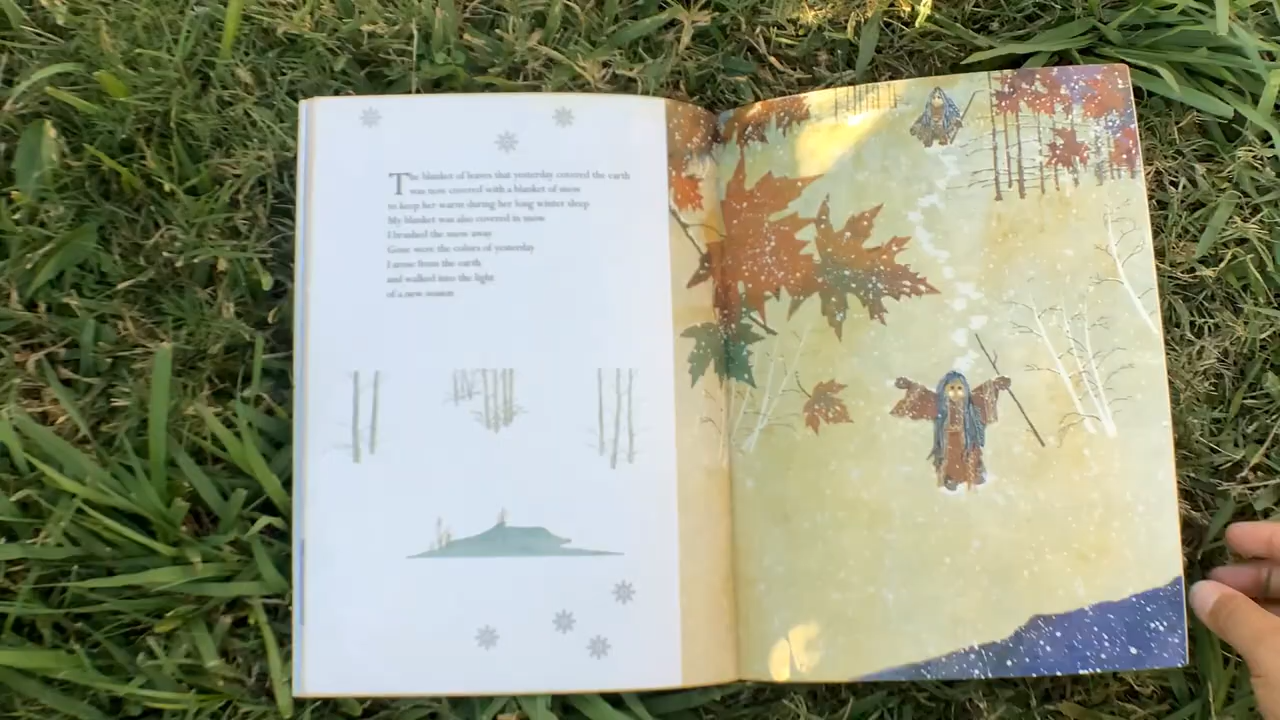 The blanket of leaves that yesterday covered the earth
was now covered with a blanket of snow
to keep her warm during her long winter sleep
My blanket was also covered in snow
I brushed the snow away
Gone were the colors of yesterday
I arose from the earth
and walked into the light
of a new season